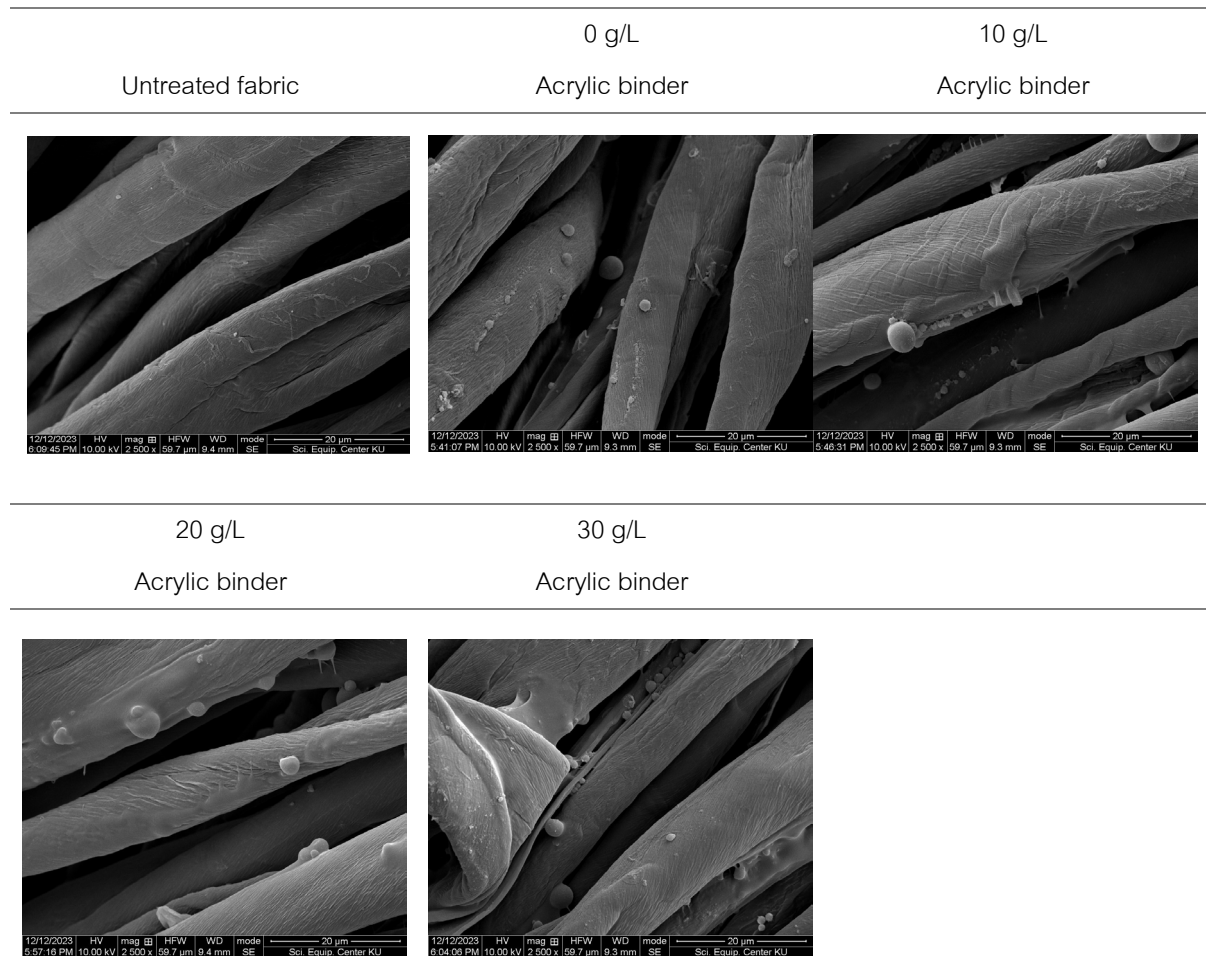 0 g/L 10 g/L
Untreated fabric Acrylic binder Acrylic binder
12/12/2023 HV mag ⊞ HFW WD mode 20 µm
6:09:45 PM 10.00 kV 2 500 x 59.7 µm 9.4 mm SE Sci. Equip. Center KU
12/12/2023 HV mag ⊞ HFW WD mode 20 µm
5:41:07 PM 10.00 kV 2 500 x 59.7 µm 9.3 mm SE Sci. Equip. Center KU
12/12/2023 HV mag ⊞ HFW WD mode 20 µm
5:46:31 PM 10.00 kV 2 500 x 59.7 µm 9.3 mm SE Sci. Equip. Center KU
20 g/L 30 g/L
Acrylic binder Acrylic binder
12/12/2023 HV mag ⊞ HFW WD mode 20 µm
5:57:16 PM 10.00 kV 2 500 x 59.7 µm 9.4 mm SE Sci. Equip. Center KU
12/12/2023 HV mag ⊞ HFW WD mode 20 µm
6:04:06 PM 10.00 kV 2 500 x 59.7 µm 9.3 mm SE Sci. Equip. Center KU